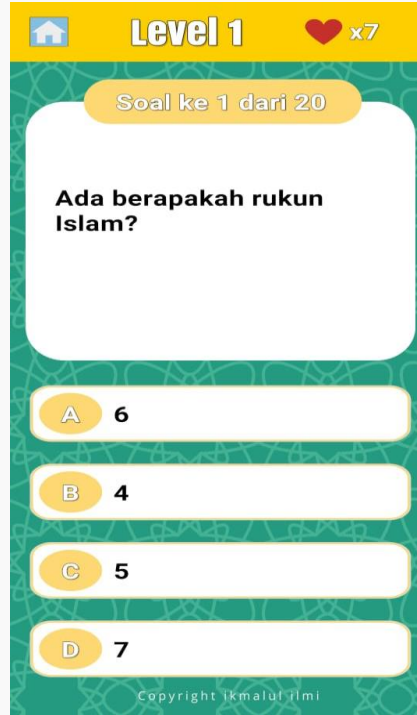 Level 1
x7
Soal ke 1 dari 20
Ada berapakah rukun
Islam?
A 6
B 4
C 5
D 7
Copyright ikmalul ilmi